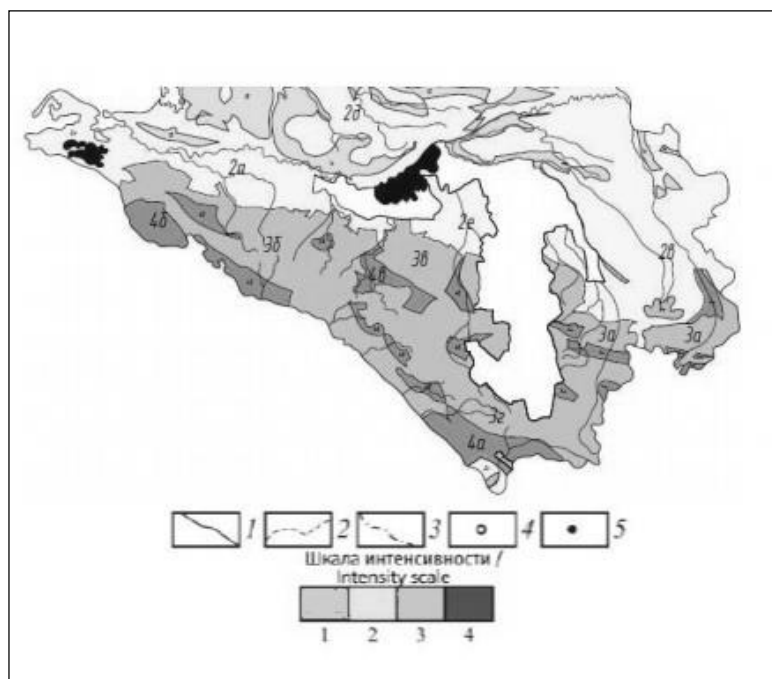 2д
2а
4б
3б
2е
3в
4в
2в
3а
3а
3г
4а
1 2 3 4 5
Шкала интенсивности /
Intensity scale
1 2 3 4